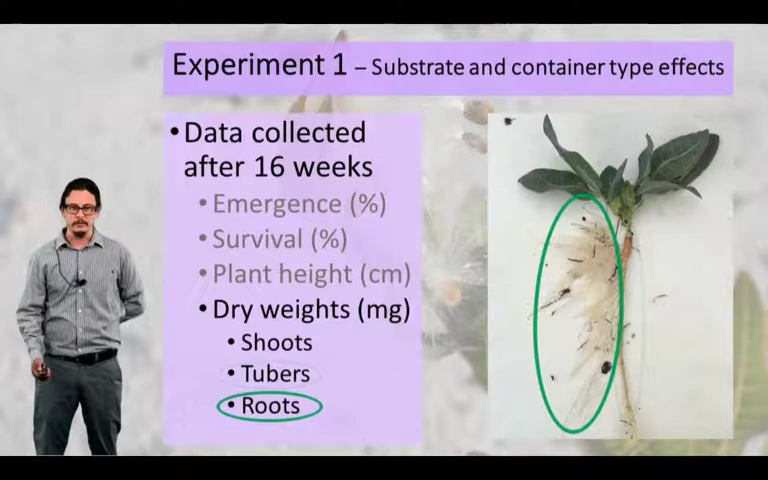 Experiment 1 – Substrate and container type effects
•Data collected
after 16 weeks
•Emergence (%)
•Survival (%)
•Plant height (cm)
•Dry weights (mg)
•Shoots
•Tubers
•Roots